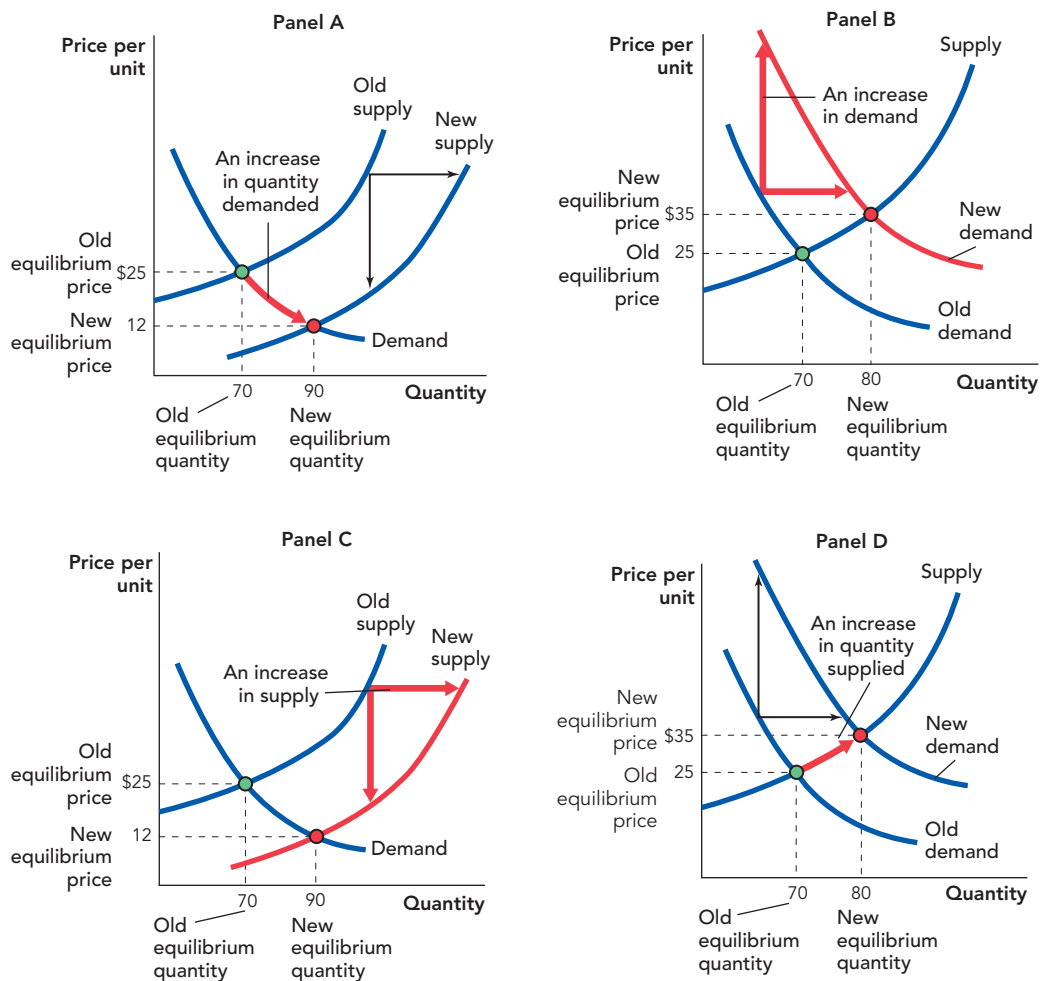 Panel A
Price per
unit
Old
supply
New
supply
An increase
in quantity
demanded
Old
equilibrium
price
$25
New
equilibrium
price
12
Demand
70
90
Quantity
Old
equilibrium
quantity
New
equilibrium
quantity
Panel B
Price per
unit
Supply
An increase
in demand
New
equilibrium
price
$35
New
demand
Old
equilibrium
price
25
Old
demand
70
80
Quantity
Old
equilibrium
quantity
New
equilibrium
quantity
Panel C
Price per
unit
Old
supply
New
supply
An increase
in supply
Old
equilibrium
price
$25
New
equilibrium
price
12
Demand
70
90
Quantity
Old
equilibrium
quantity
New
equilibrium
quantity
Panel D
Price per
unit
Supply
An increase
in quantity
supplied
New
equilibrium
price
$35
New
demand
Old
equilibrium
price
25
Old
demand
70
80
Quantity
Old
equilibrium
quantity
New
equilibrium
quantity